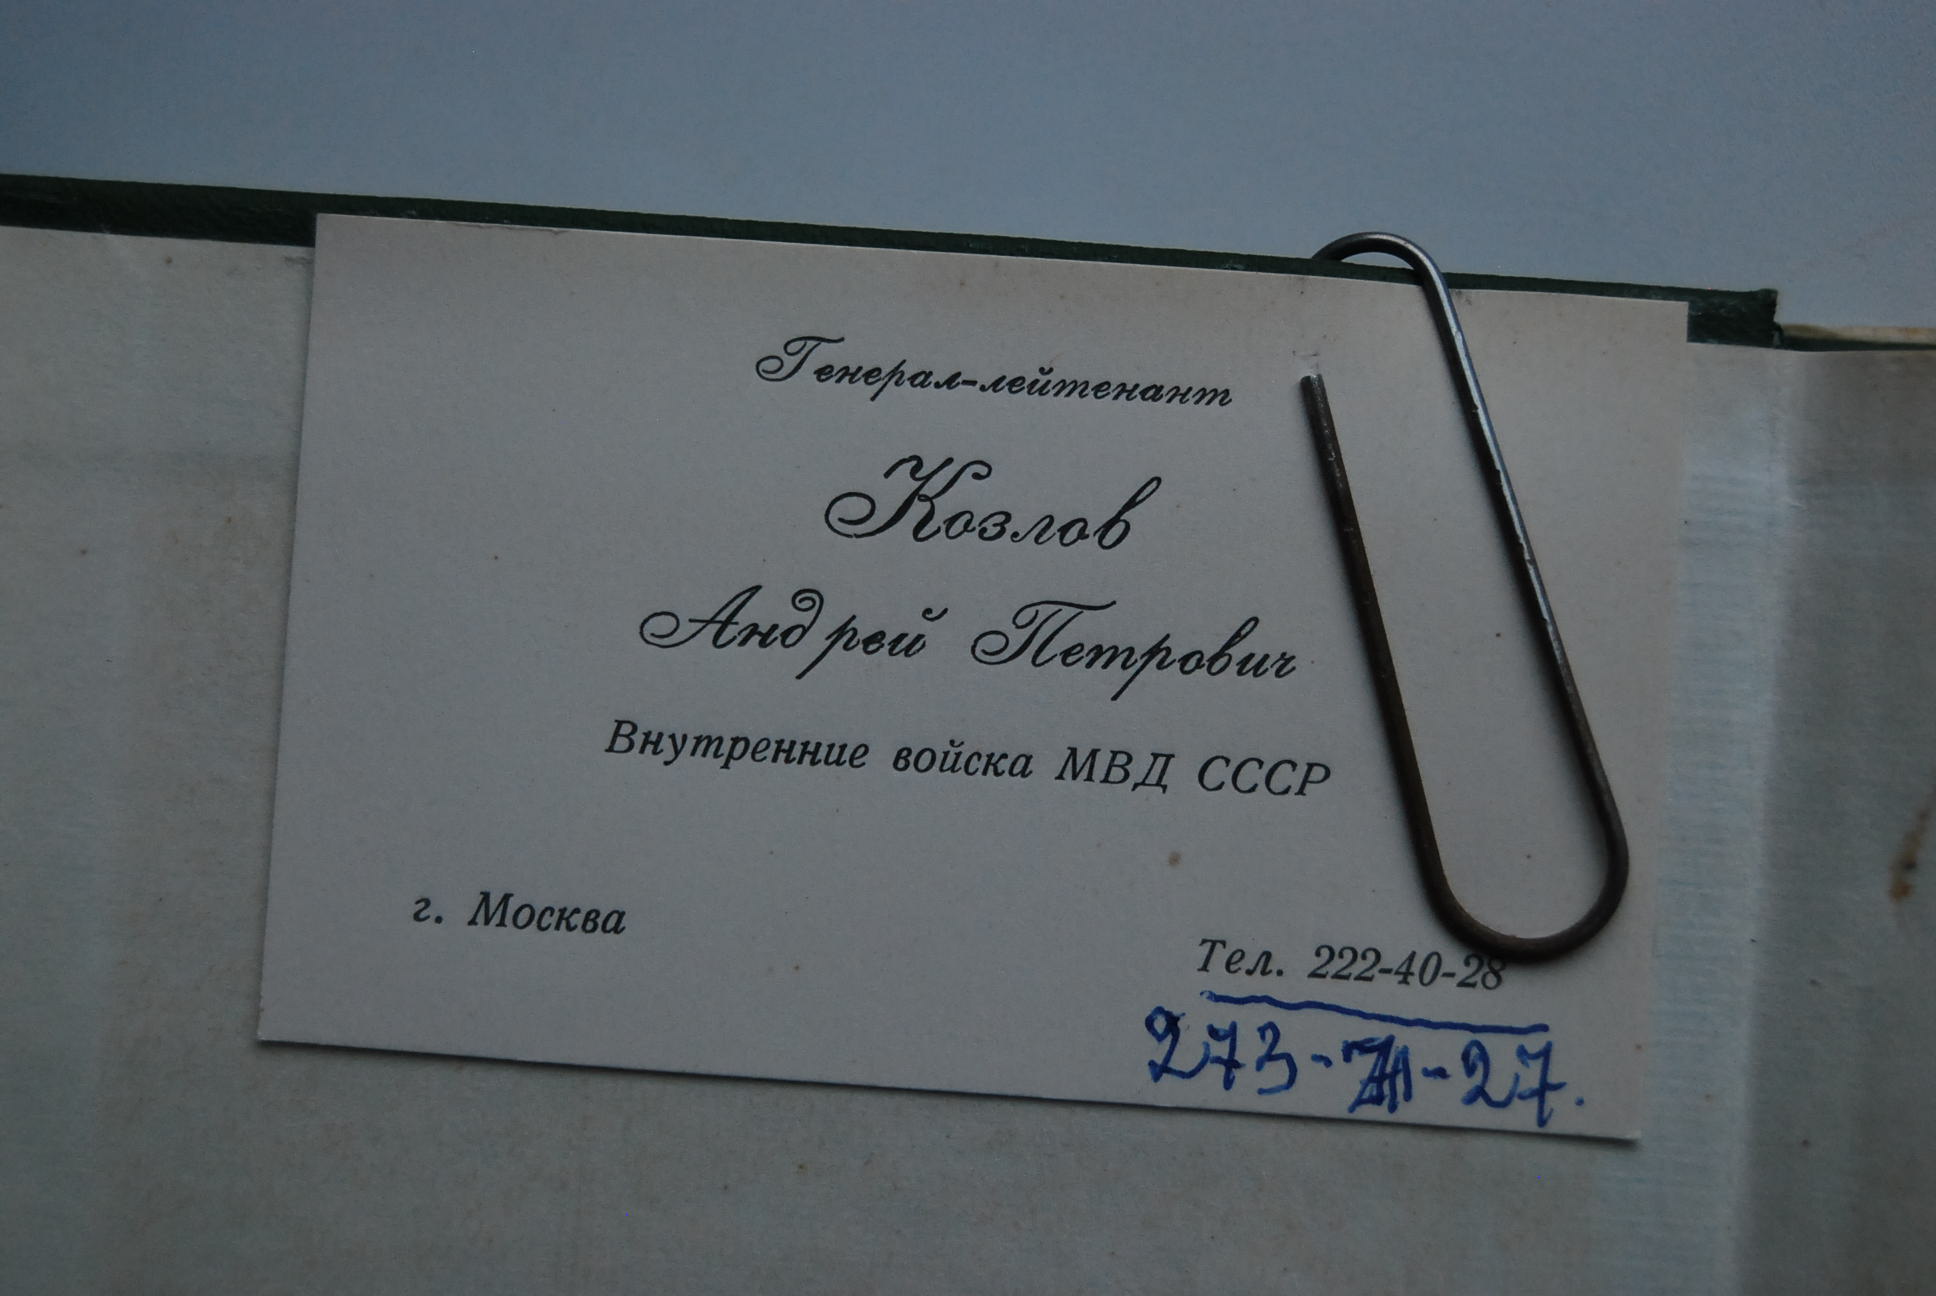 Генерал-лейтенант
Козлов
Андрей Петрович
Внутренние войска МВД СССР
г. Москва
Тел. 222-40-28